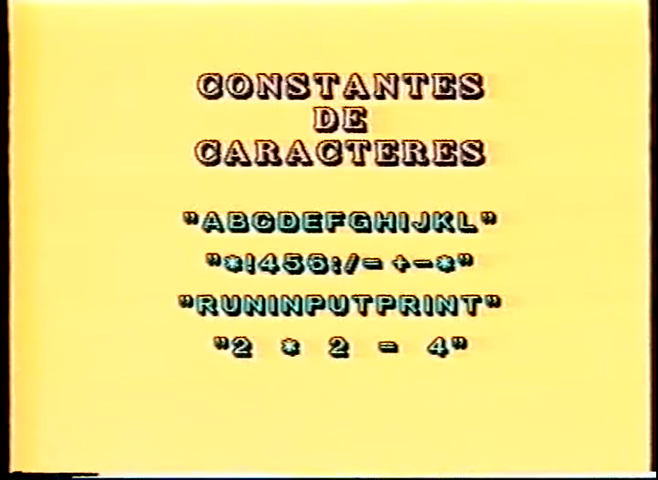 CONSTANTES
DE
CARACTERES
"ABCDEFGHIJKL"
"*!456:/=+-*"
"RUNINPUTPRINT"
"2 * 2 = 4"